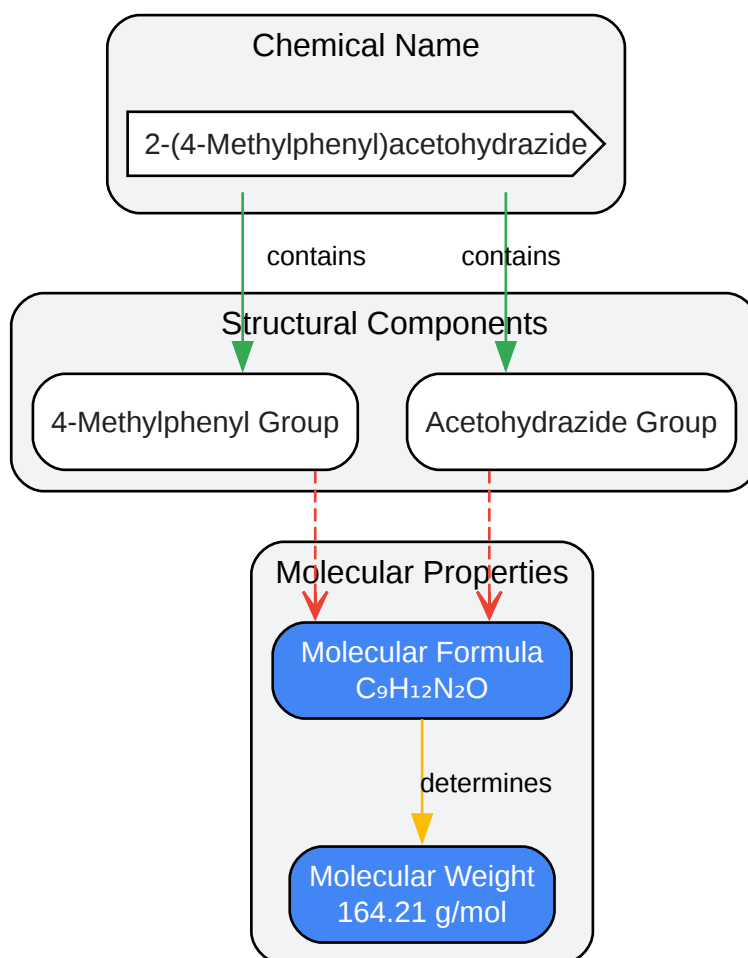 Chemical Name
2-(4-Methylphenyl)acetohydrazide
contains
contains
Structural Components
4-Methylphenyl Group
Acetohydrazide Group
Molecular Properties
Molecular Formula
C₉H₁₂N₂O
determines
Molecular Weight
164.21 g/mol